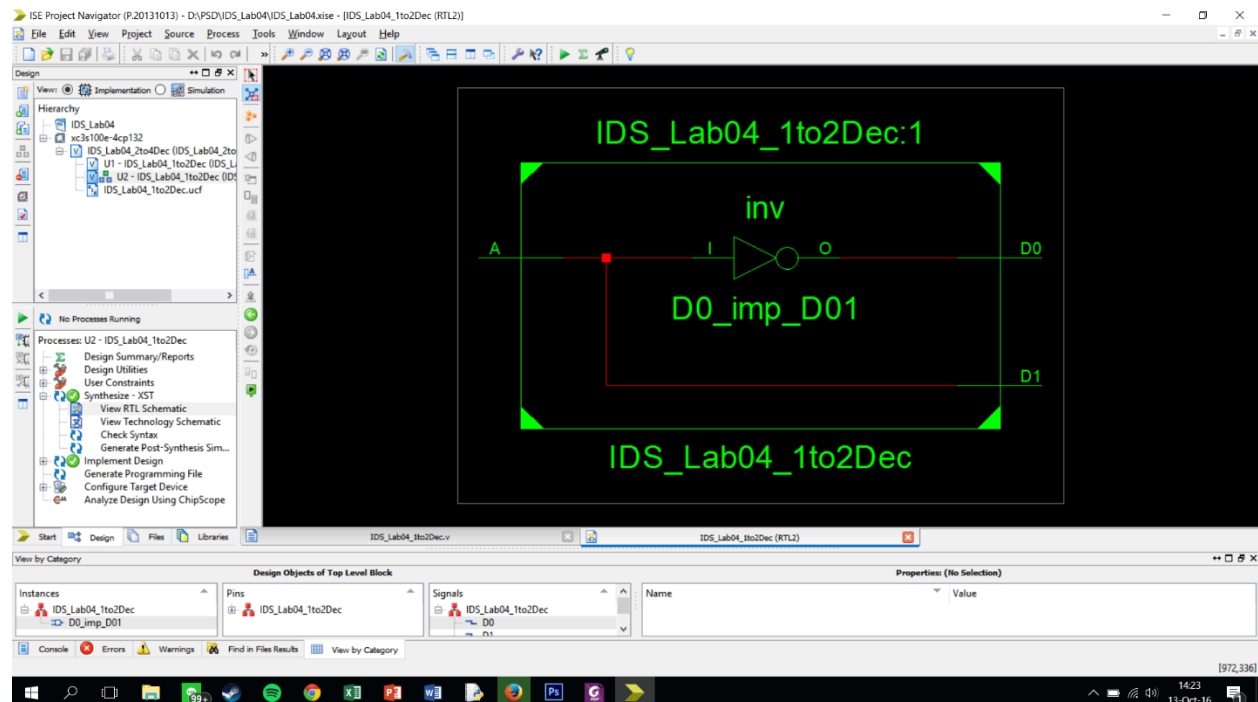 ISE Project Navigator (P.20131013) - D:\PSD\IDS_Lab04\IDS_Lab04.xise - [IDS_Lab04_1to2Dec (RTL2)]
File Edit View Project Source Process Tools Window Layout Help
Design
View: Implementation Simulation
Hierarchy
IDS_Lab04
xc3s100e-4cp132
IDS_Lab04_2to4Dec (IDS_Lab04_2to
U1 - IDS_Lab04_1to2Dec (IDS_L
U2 - IDS_Lab04_1to2Dec (IDS
IDS_Lab04_1to2Dec.ucf
No Processes Running
Processes: U2 - IDS_Lab04_1to2Dec
Design Summary/Reports
Design Utilities
User Constraints
Synthesize - XST
View RTL Schematic
View Technology Schematic
Check Syntax
Generate Post-Synthesis Sim...
Implement Design
Generate Programming File
Configure Target Device
Analyze Design Using ChipScope
IDS_Lab04_1to2Dec:1
inv
A
I
O
D0
D0_imp_D01
D1
IDS_Lab04_1to2Dec
Start Design Files Libraries
IDS_Lab04_1to2Dec.v
IDS_Lab04_1to2Dec (RTL2)
View by Category
Design Objects of Top Level Block
Properties: (No Selection)
Instances
IDS_Lab04_1to2Dec
D0_imp_D01
Pins
IDS_Lab04_1to2Dec
Signals
IDS_Lab04_1to2Dec
D0
D1
Name Value
Console Errors Warnings Find in Files Results View by Category
[972,336]
99+
14:23
13-Oct-16